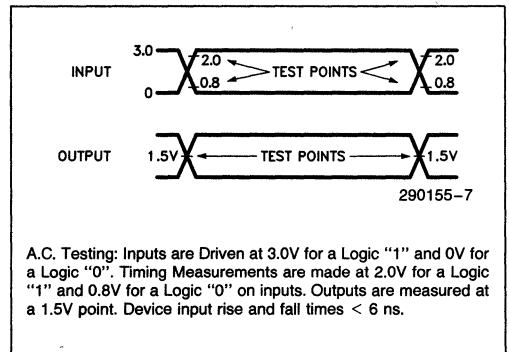 3.0
2.0 2.0
INPUT TEST POINTS
0.8 0.8
0
OUTPUT 1.5V TEST POINTS 1.5V
290155-7
A.C. Testing: Inputs are Driven at 3.0V for a Logic "1" and 0V for
a Logic "0". Timing Measurements are made at 2.0V for a Logic
"1" and 0.8V for a Logic "0" on inputs. Outputs are measured at
a 1.5V point. Device input rise and fall times < 6 ns.